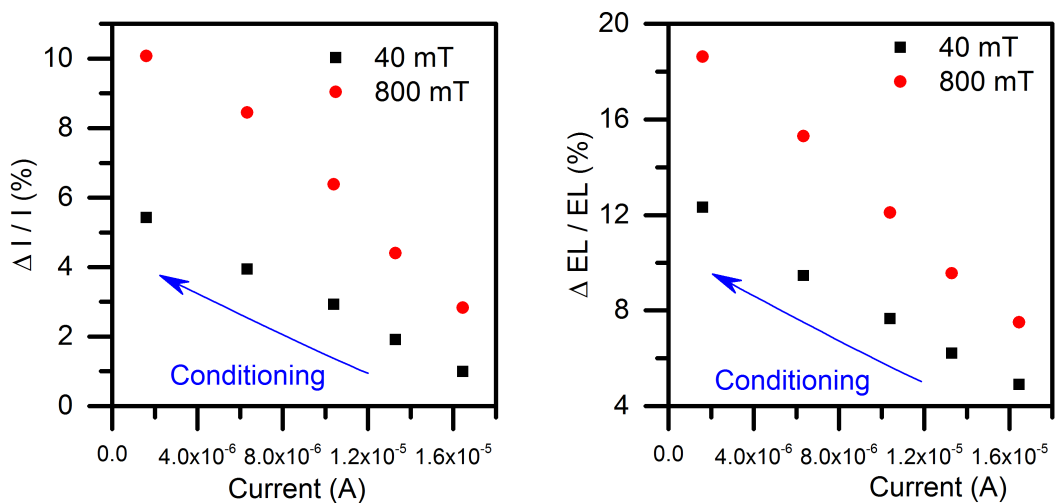 40 mT
800 mT
10
8
6
4
2
0
Δ I / I (%)
Conditioning
0.0
4.0x10⁻⁶
8.0x10⁻⁶
1.2x10⁻⁵
1.6x10⁻⁵
Current (A)
40 mT
800 mT
20
16
12
8
4
Δ EL / EL (%)
Conditioning
0.0
4.0x10⁻⁶
8.0x10⁻⁶
1.2x10⁻⁵
1.6x10⁻⁵
Current (A)